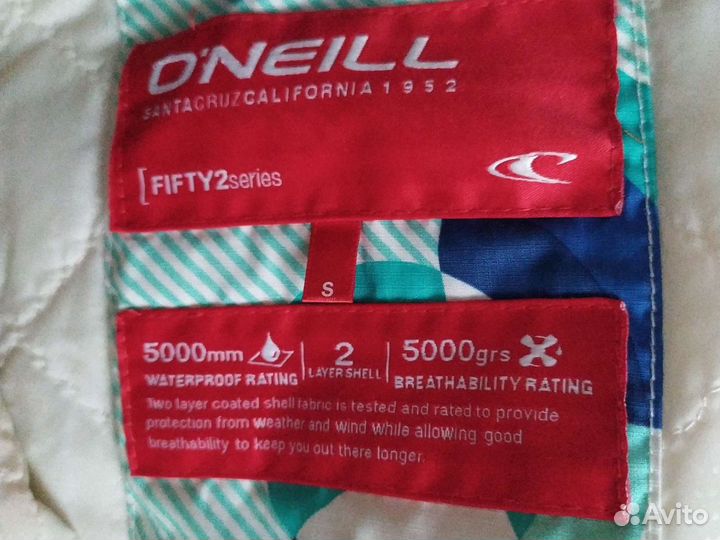 O'NEILL
SANTACRUZCALIFORNIA 1952
[FIFTY2series
S
5000mm
WATERPROOF RATING
2
LAYER SHELL
5000grs
BREATHABILITY RATING
Two layer coated shell fabric is tested and rated to provide
protection from weather and wind while allowing good
breathability to keep you out there longer.
Avito